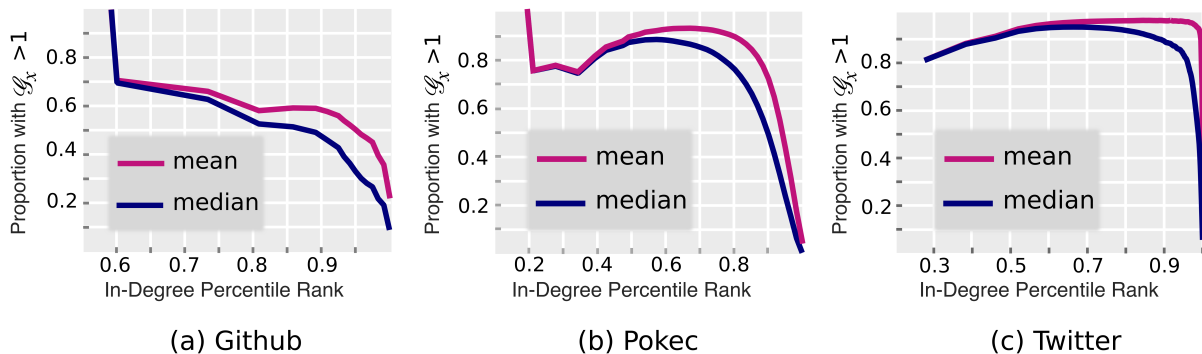 Proportion with 𝒢x >1
0.8
0.6
0.4
0.2
mean
median
0.6 0.7 0.8 0.9
In-Degree Percentile Rank
(a) Github
Proportion with 𝒢x >1
0.8
0.6
0.4
0.2
mean
median
0.2 0.4 0.6 0.8
In-Degree Percentile Rank
(b) Pokec
Proportion with 𝒢x >1
0.8
0.6
0.4
0.2
mean
median
0.3 0.5 0.7 0.9
In-Degree Percentile Rank
(c) Twitter